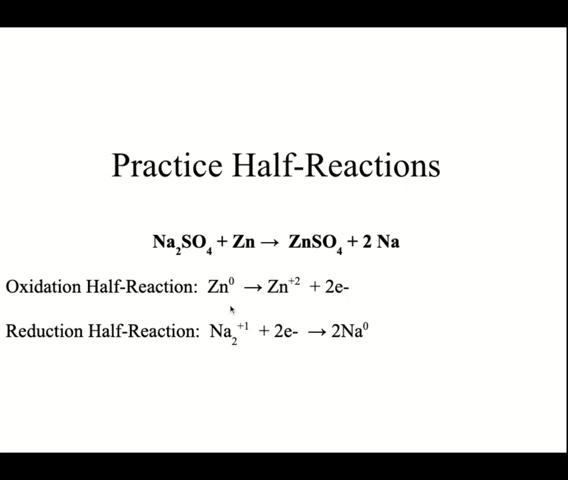 Practice Half-Reactions
Na₂SO₄ + Zn → ZnSO₄ + 2 Na
Oxidation Half-Reaction: Zn⁰ → Zn⁺² + 2e-
Reduction Half-Reaction: Na₂⁺¹ + 2e- → 2Na⁰